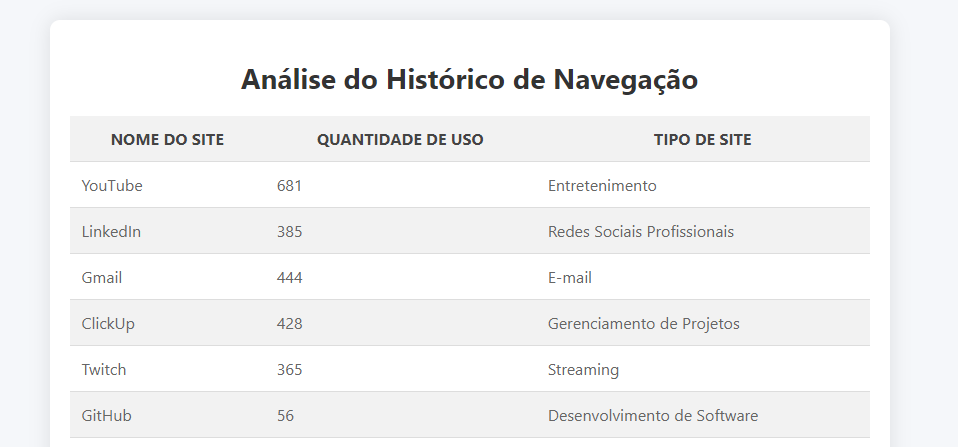 Análise do Histórico de Navegação
NOME DO SITE QUANTIDADE DE USO TIPO DE SITE
YouTube 681 Entretenimento
LinkedIn 385 Redes Sociais Profissionais
Gmail 444 E-mail
ClickUp 428 Gerenciamento de Projetos
Twitch 365 Streaming
GitHub 56 Desenvolvimento de Software